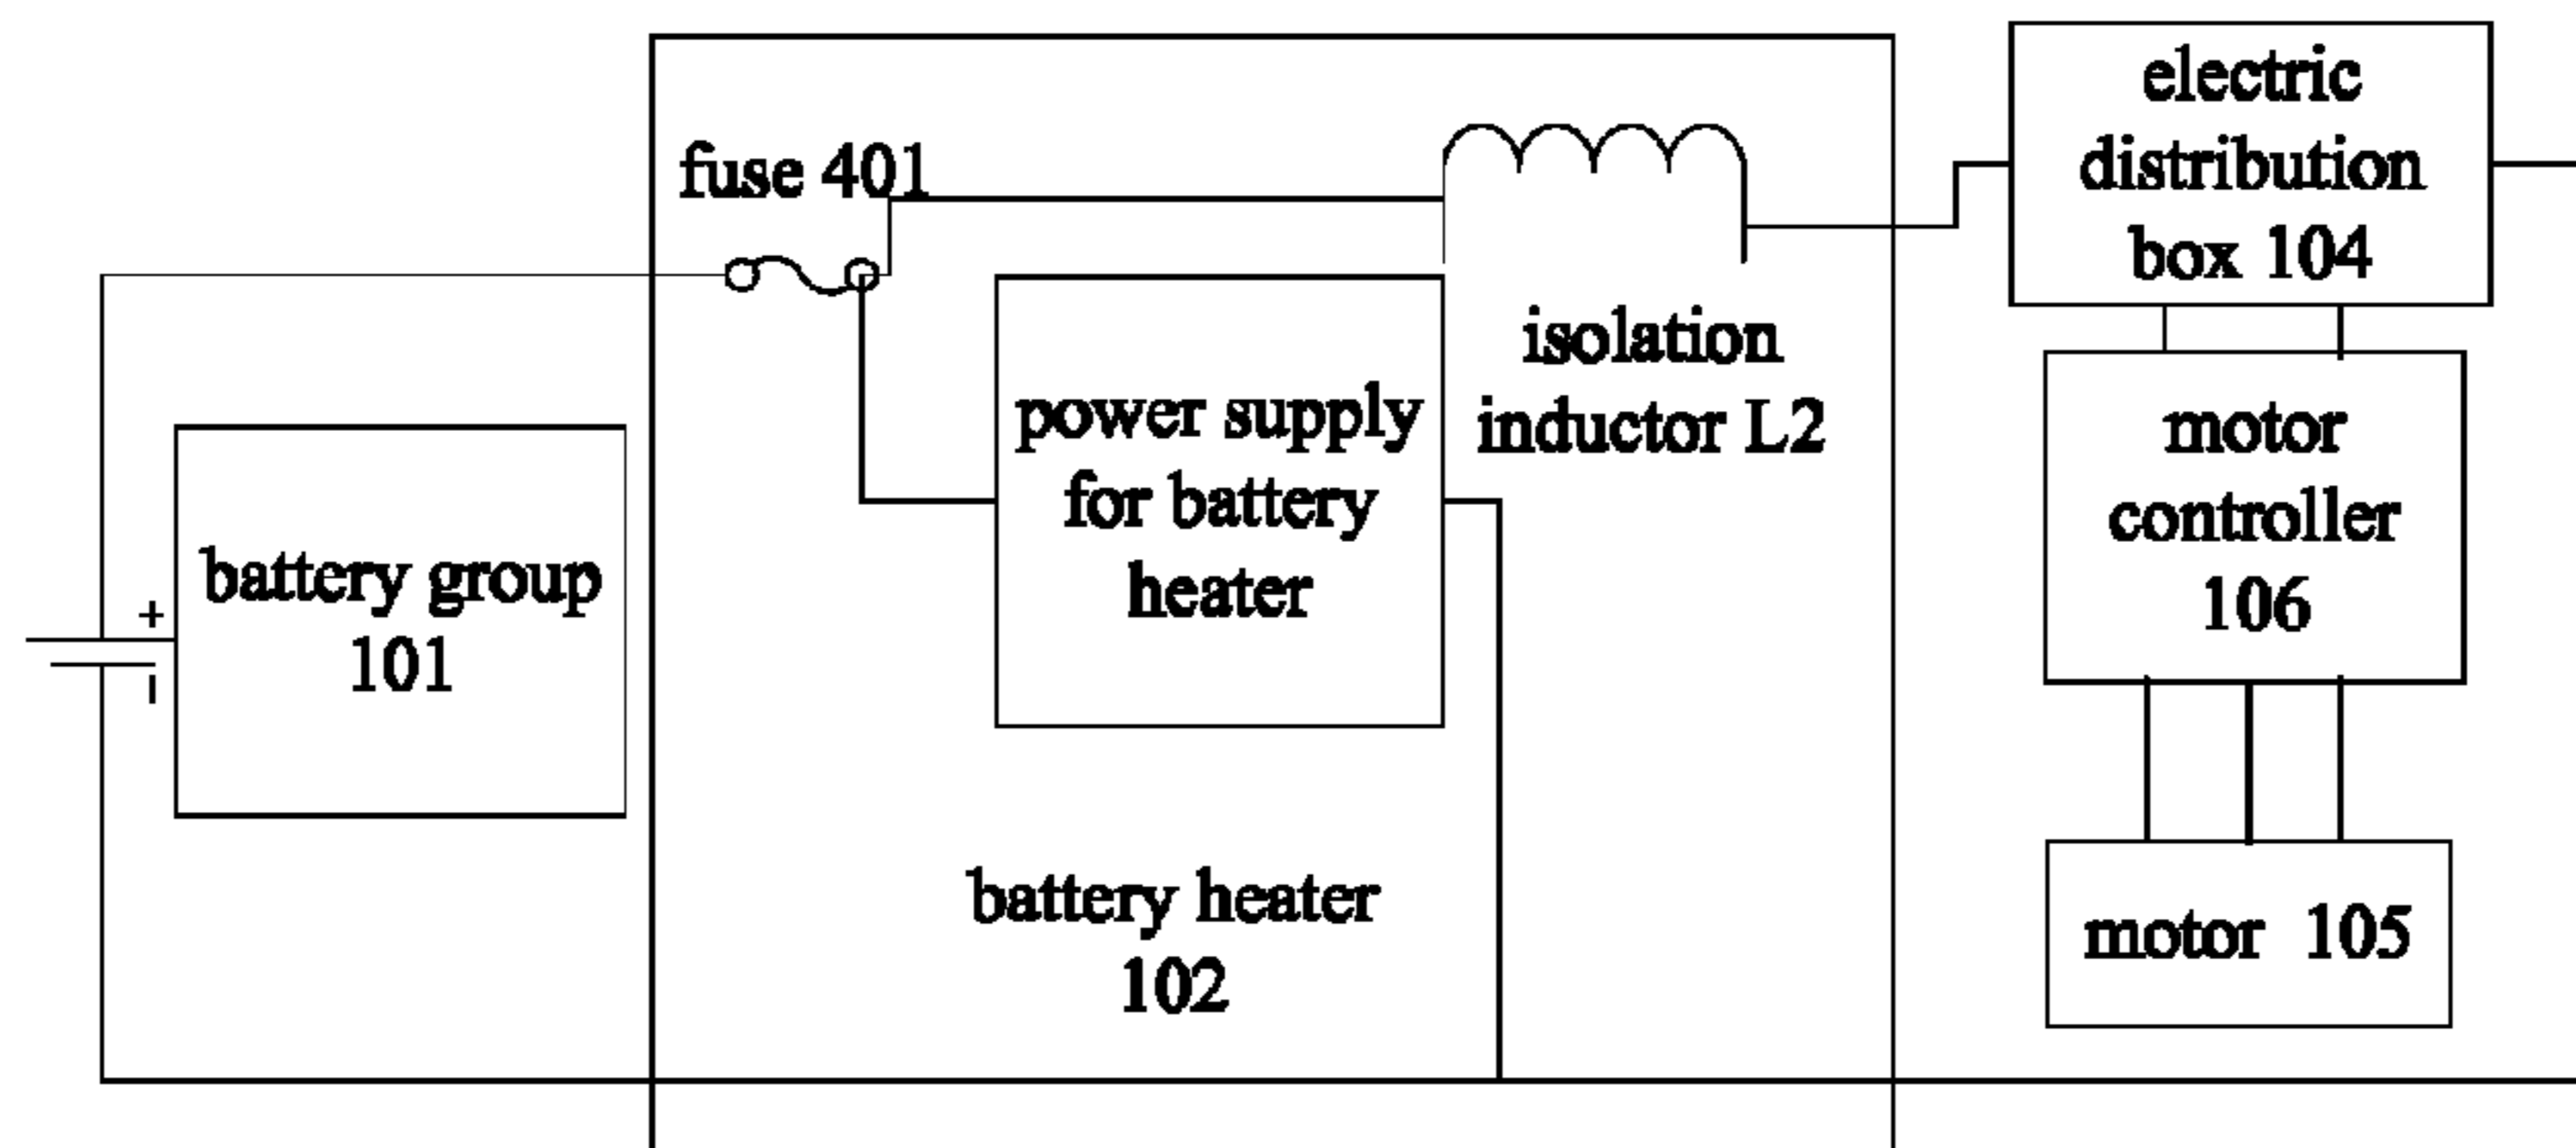 fuse 401
electric
distribution
box 104
isolation
inductor L2
power supply
for battery
heater
motor
controller
106
battery group
101
+
-
battery heater
102
motor 105